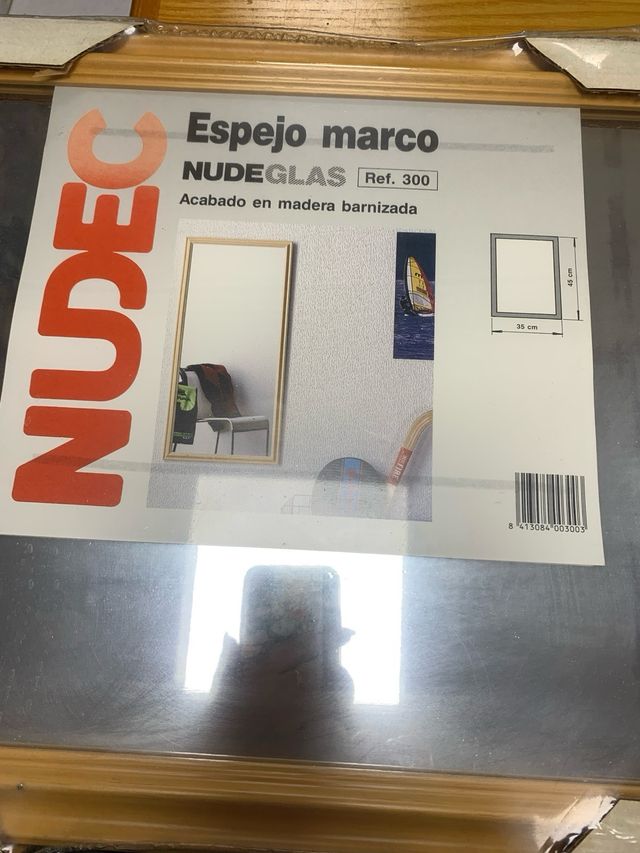 NUDEC
Espejo marco
NUDEGLAS Ref. 300
Acabado en madera barnizada
45 cm
35 cm
8 413084 003003